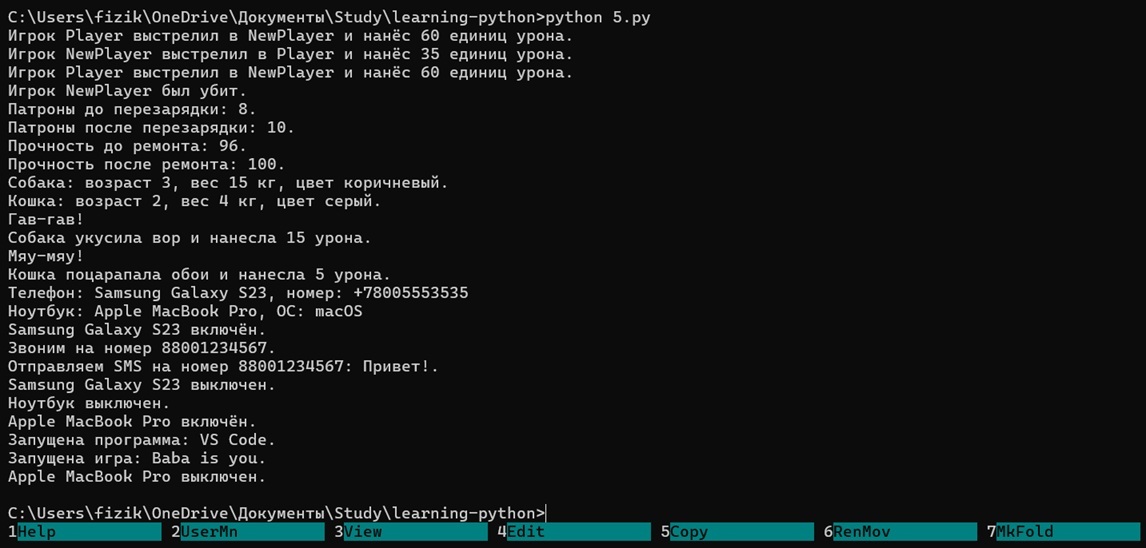 C:\Users\fizik\OneDrive\Документы\Study\learning-python>python 5.py
Игрок Player выстрелил в NewPlayer и нанёс 60 единиц урона.
Игрок NewPlayer выстрелил в Player и нанёс 35 единиц урона.
Игрок Player выстрелил в NewPlayer и нанёс 60 единиц урона.
Игрок NewPlayer был убит.
Патроны до перезарядки: 8.
Патроны после перезарядки: 10.
Прочность до ремонта: 96.
Прочность после ремонта: 100.
Собака: возраст 3, вес 15 кг, цвет коричневый.
Кошка: возраст 2, вес 4 кг, цвет серый.
Гав-гав!
Собака укусила вор и нанесла 15 урона.
Мяу-мяу!
Кошка поцарапала обои и нанесла 5 урона.
Телефон: Samsung Galaxy S23, номер: +78005553535
Ноутбук: Apple MacBook Pro, ОС: macOS
Samsung Galaxy S23 включён.
Звоним на номер 88001234567.
Отправляем SMS на номер 88001234567: Привет!.
Samsung Galaxy S23 выключен.
Ноутбук выключен.
Apple MacBook Pro включён.
Запущена программа: VS Code.
Запущена игра: Baba is you.
Apple MacBook Pro выключен.
C:\Users\fizik\OneDrive\Документы\Study\learning-python>
1Help 2UserMn 3View 4Edit 5Copy 6RenMov 7MkFold